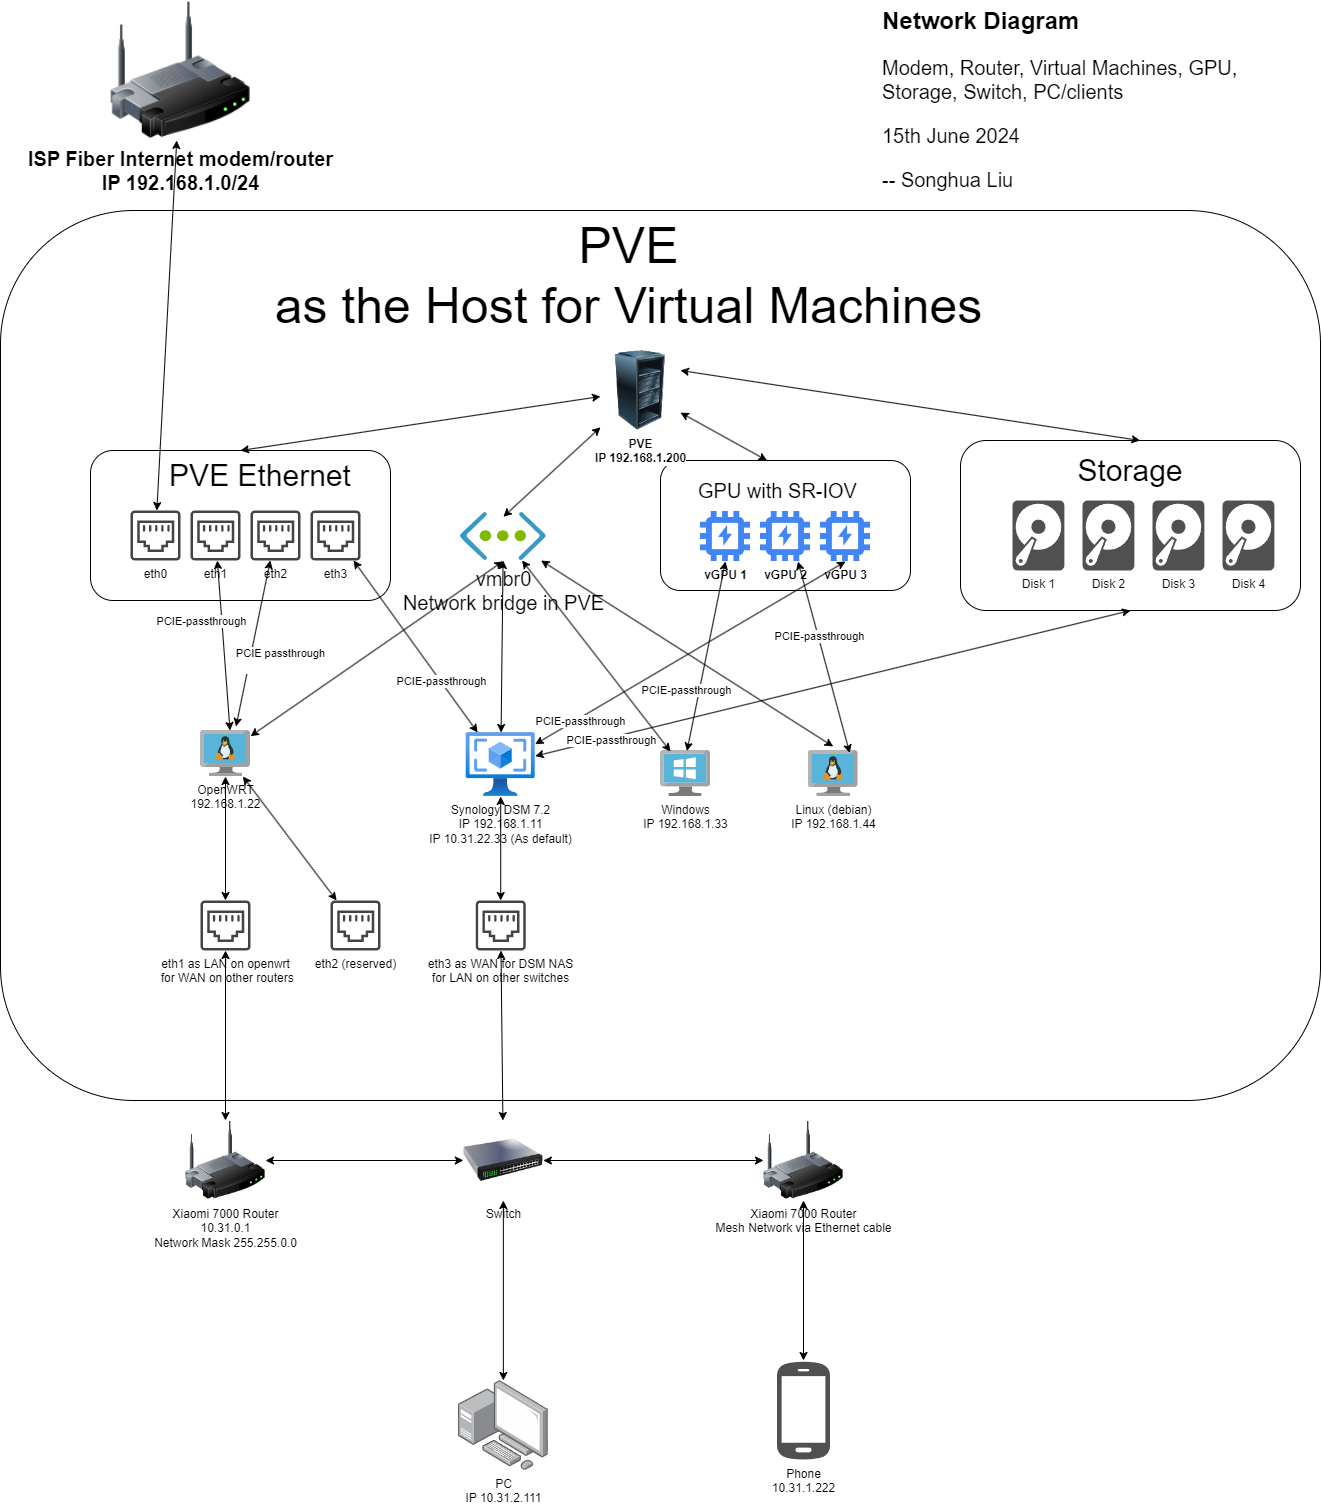 Network Diagram
Modem, Router, Virtual Machines, GPU,
Storage, Switch, PC/clients
15th June 2024
-- Songhua Liu
ISP Fiber Internet modem/router
IP 192.168.1.0/24
PVE
as the Host for Virtual Machines
PVE
IP 192.168.1.200
PVE Ethernet
eth0
eth1
eth2
eth3
vmbr0
Network bridge in PVE
GPU with SR-IOV
vGPU 1
vGPU 2
vGPU 3
Storage
Disk 1
Disk 2
Disk 3
Disk 4
PCIE-passthrough
PCIE passthrough
PCIE-passthrough
PCIE-passthrough
PCIE-passthrough
PCIE-passthrough
PCIE-passthrough
OpenWRT
192.168.1.22
Synology DSM 7.2
IP 192.168.1.11
IP 10.31.22.33 (As default)
Windows
IP 192.168.1.33
Linux (debian)
IP 192.168.1.44
eth1 as LAN on openwrt
for WAN on other routers
eth2 (reserved)
eth3 as WAN for DSM NAS
for LAN on other switches
Xiaomi 7000 Router
10.31.0.1
Network Mask 255.255.0.0
Switch
Xiaomi 7000 Router
Mesh Network via Ethernet cable
PC
IP 10.31.2.111
Phone
10.31.1.222